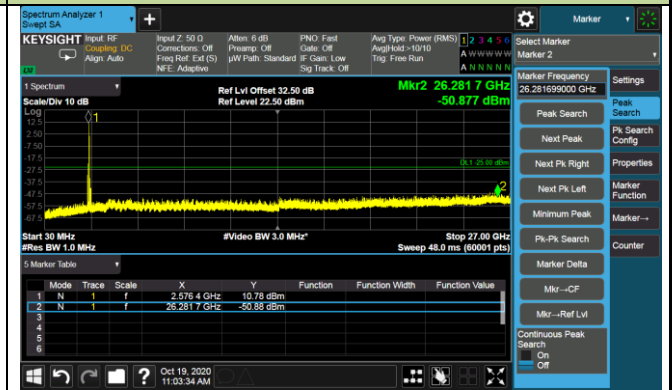 Spectrum Analyzer 1
Swept SA
Marker
KEYSIGHT Input: RF
Coupling: DC
Align: Auto
Input Z: 50 Ω
Corrections: Off
Freq Ref: Ext (S)
NFE: Adaptive
Atten: 6 dB
Preamp: Off
µW Path: Standard
PNO: Fast
Gate: Off
IF Gain: Low
Sig Track: Off
Avg Type: Power (RMS)
Avg|Hold:>10/10
Trig: Free Run
1 2 3 4 5 6
A W W W W W
A N N N N N
LW
Select Marker
Marker 2
1 Spectrum
Scale/Div 10 dB
Ref Lvl Offset 32.50 dB
Ref Level 22.50 dBm
Mkr2 26.281 7 GHz
-50.877 dBm
Log
12.5
2.50
-7.50
-17.5
-27.5
-37.5
-47.5
-57.5
-67.5
1
DL1 -25.00 dBm
2
Start 30 MHz
#Res BW 1.0 MHz
#Video BW 3.0 MHz*
Stop 27.00 GHz
Sweep 48.0 ms (60001 pts)
5 Marker Table
Mode Trace Scale X Y Function Function Width Function Value
1 N 1 f 2.576 4 GHz 10.78 dBm
2 N 1 f 26.281 7 GHz -50.88 dBm
3
4
5
6
Marker Frequency
26.281699000 GHz
Peak Search
Next Peak
Next Pk Right
Next Pk Left
Minimum Peak
Pk-Pk Search
Marker Delta
Mkr→CF
Mkr→Ref Lvl
Continuous Peak
Search
On
Off
Settings
Peak
Search
Pk Search
Config
Properties
Marker
Function
Marker→
Counter
?
Oct 19, 2020
11:03:34 AM